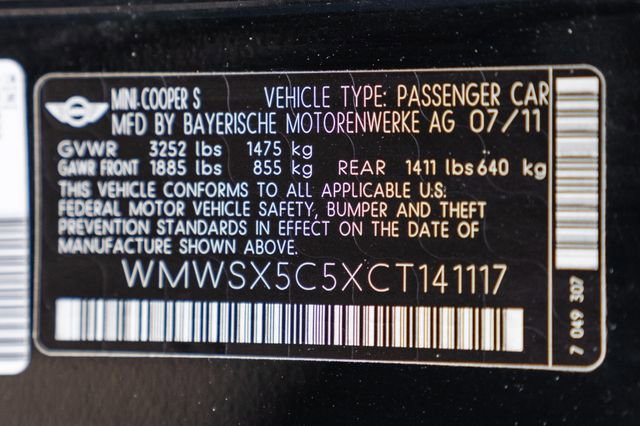 MINI-COOPER S VEHICLE TYPE: PASSENGER CAR
MFD BY BAYERISCHE MOTORENWERKE AG 07/11
GVWR 3252 lbs 1475 kg
GAWR FRONT 1885 lbs 855 kg REAR 1411 lbs 640 kg
THIS VEHICLE CONFORMS TO ALL APPLICABLE U.S.
FEDERAL MOTOR VEHICLE SAFETY, BUMPER AND THEFT
PREVENTION STANDARDS IN EFFECT ON THE DATE OF
MANUFACTURE SHOWN ABOVE.
WMWSX5C5XCT141117
7 049 307